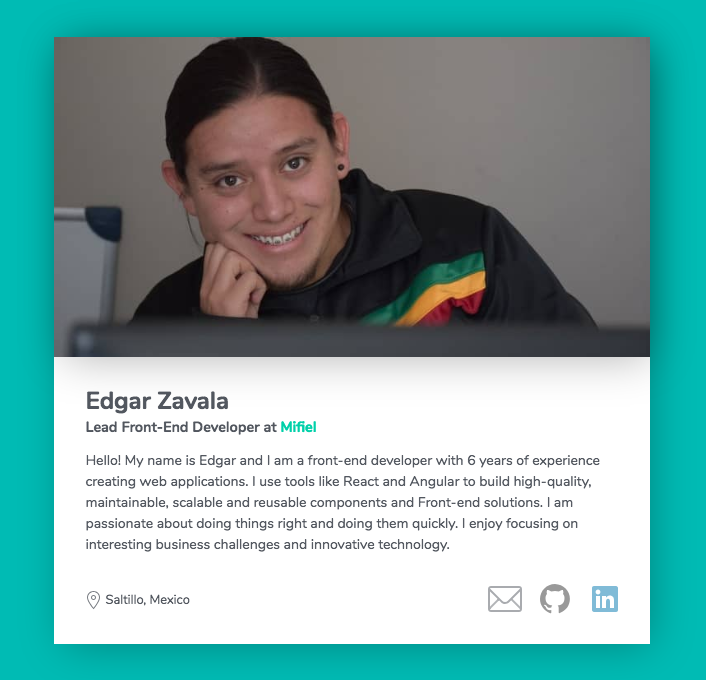 Edgar Zavala
Lead Front-End Developer at Mifiel
Hello! My name is Edgar and I am a front-end developer with 6 years of experience
creating web applications. I use tools like React and Angular to build high-quality,
maintainable, scalable and reusable components and Front-end solutions. I am
passionate about doing things right and doing them quickly. I enjoy focusing on
interesting business challenges and innovative technology.
Saltillo, Mexico
in